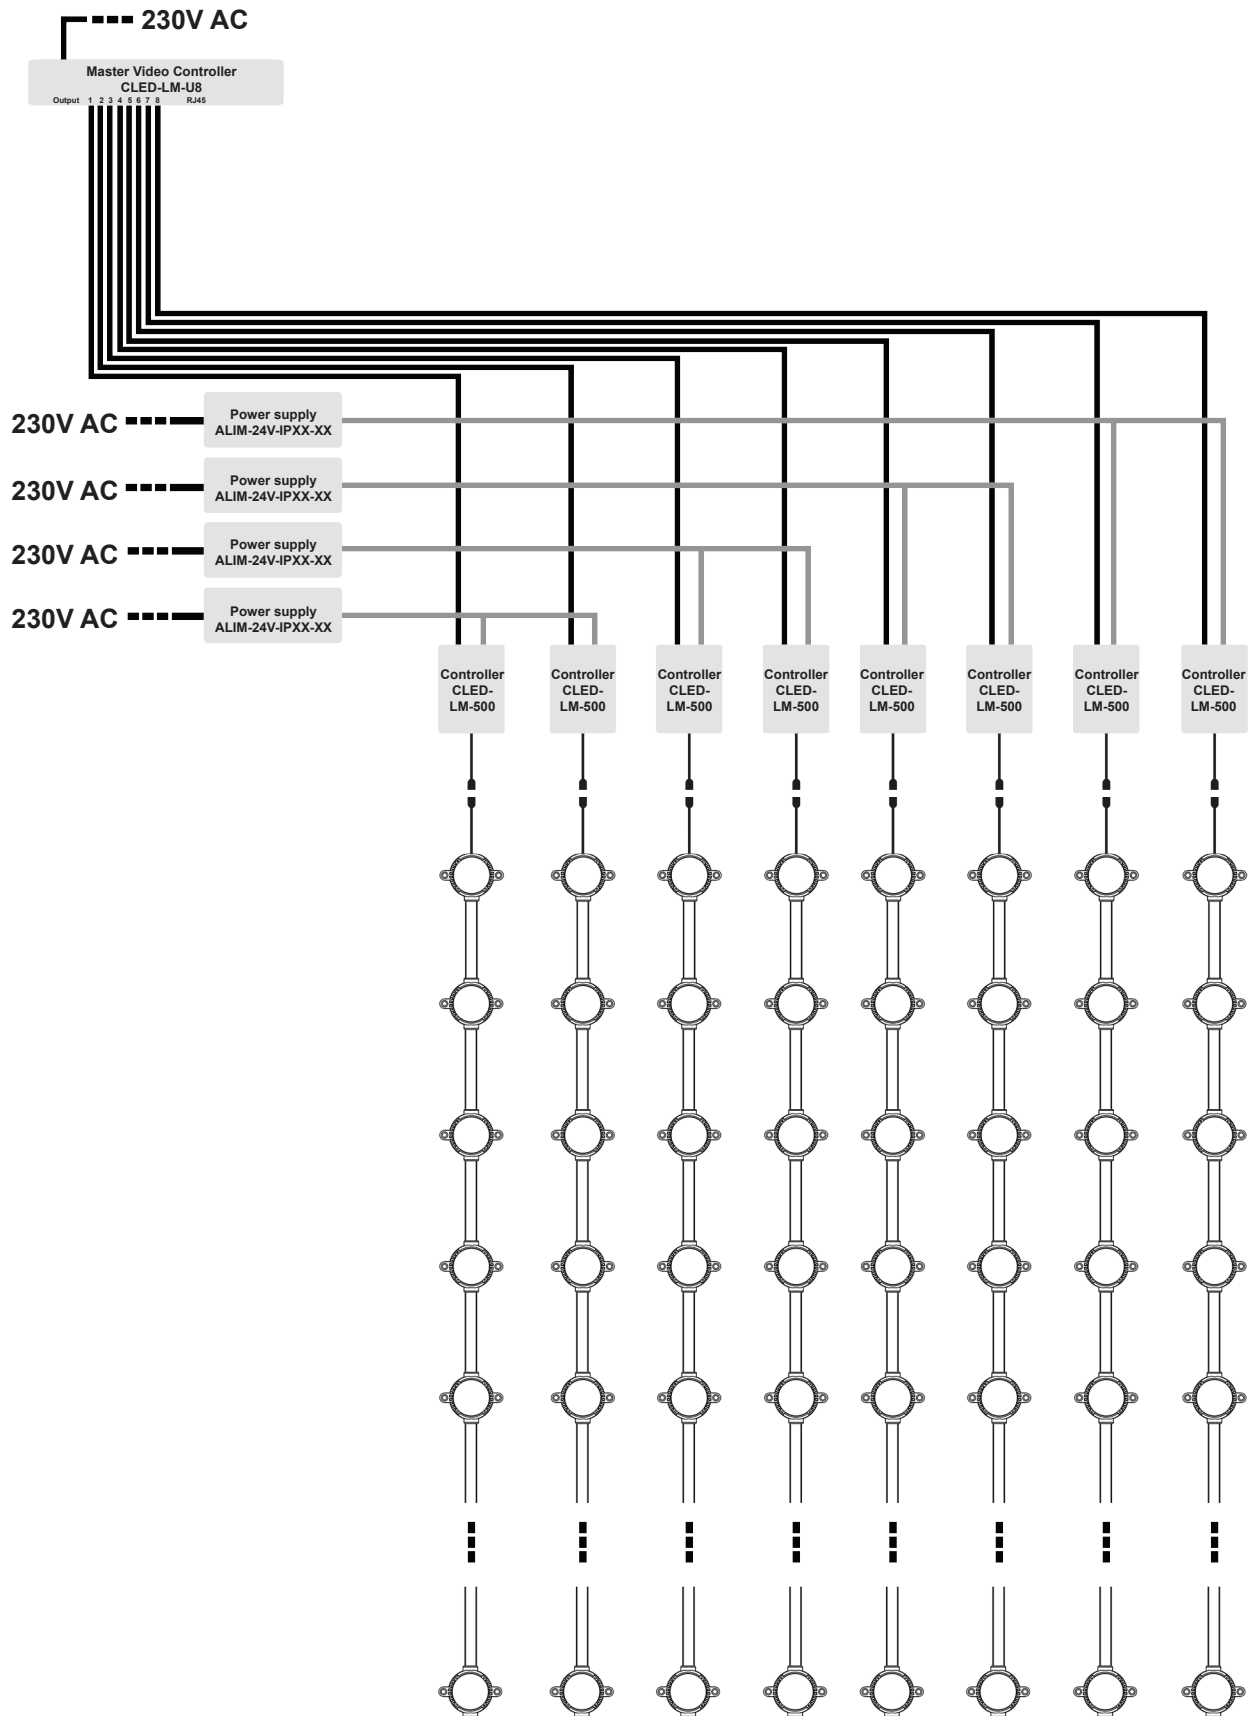 230V AC
Master Video Controller
CLED-LM-U8
Output 1 2 3 4 5 6 7 8 RJ45
230V AC
Power supply
ALIM-24V-IPXX-XX
230V AC
Power supply
ALIM-24V-IPXX-XX
230V AC
Power supply
ALIM-24V-IPXX-XX
230V AC
Power supply
ALIM-24V-IPXX-XX
Controller
CLED-
LM-500
Controller
CLED-
LM-500
Controller
CLED-
LM-500
Controller
CLED-
LM-500
Controller
CLED-
LM-500
Controller
CLED-
LM-500
Controller
CLED-
LM-500
Controller
CLED-
LM-500